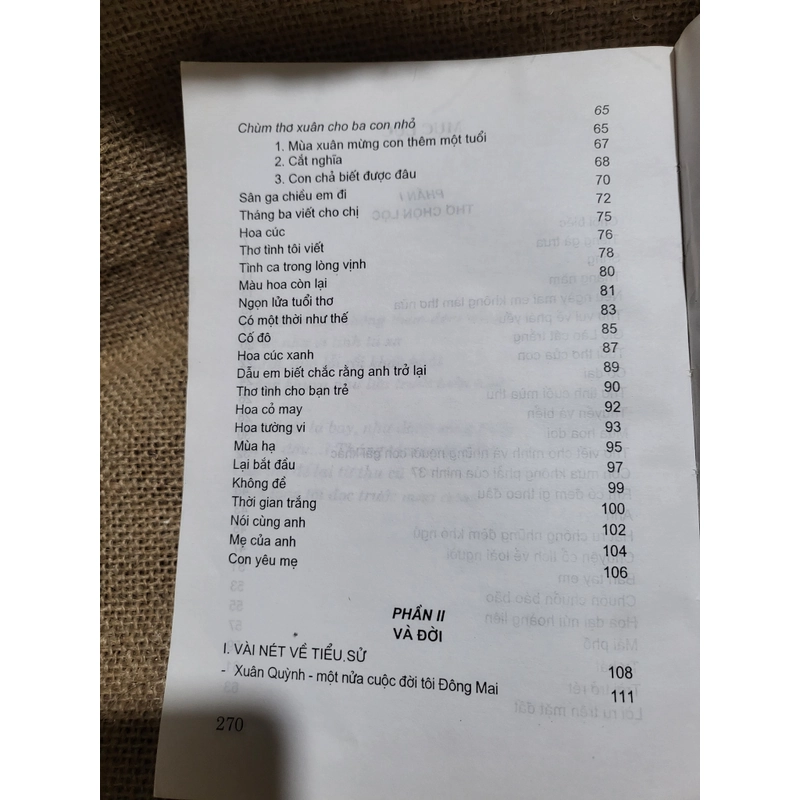 Chùm thơ xuân cho ba con nhỏ 65
1. Mùa xuân mừng con thêm một tuổi 65
2. Cắt nghĩa 67
3. Con chả biết được đâu 68
Sân ga chiều em đi 70
Tháng ba viết cho chị 72
Hoa cúc 75
Thơ tình tôi viết 76
Tình ca trong lòng vịnh 78
Màu hoa còn lại 80
Ngọn lửa tuổi thơ 81
Có một thời như thế 83
Cố đô 85
Hoa cúc xanh 87
Dẫu em biết chắc rằng anh trở lại 89
Thơ tình cho bạn trẻ 90
Hoa cỏ may 92
Hoa tường vi 93
Mùa hạ 95
Lại bắt đầu 97
Không đề 99
Thời gian trắng 100
Nói cùng anh 102
Mẹ của anh 104
Con yêu mẹ 106
PHẦN II
VÀ ĐỜI
I. VÀI NÉT VỀ TIỂU SỬ 108
- Xuân Quỳnh - một nửa cuộc đời tôi Đông Mai 111
270